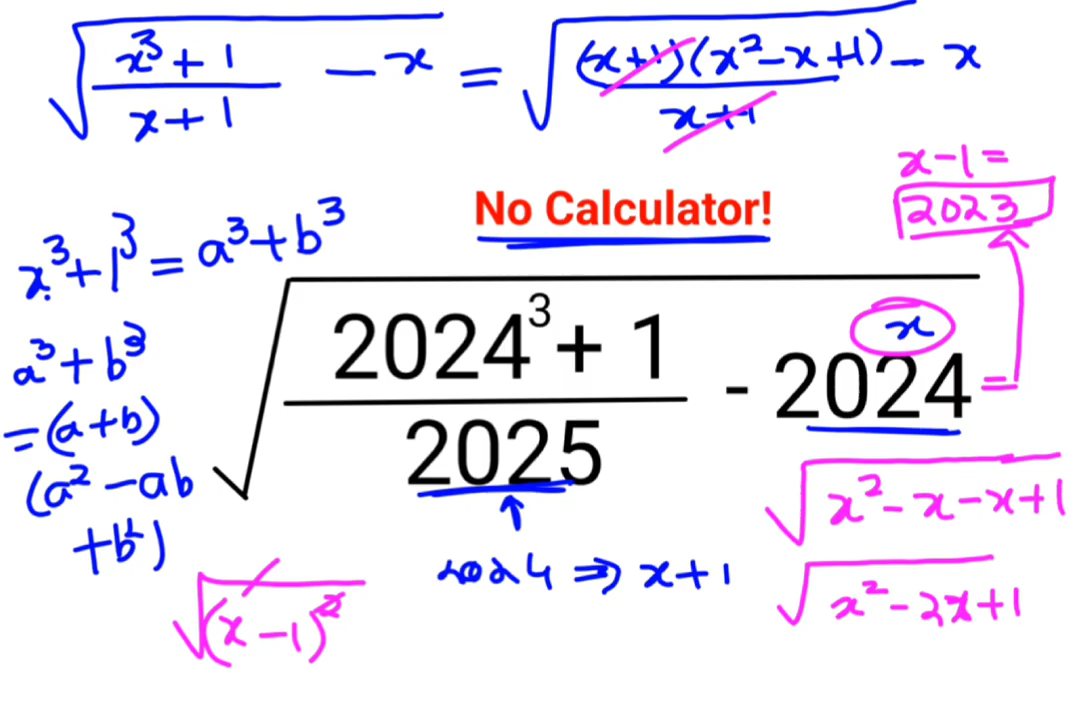 √((x³+1)/(x+1) - x) = √((x+1)(x²-x+1)/(x+1) - x)
x-1=
2023
No Calculator!
x³+1³ = a³+b³
√((2024³+1)/2025 - 2024)
x
=
a³+b³
=(a+b)
(a²-ab
+b²)
√(x²-x-x+1)
2024 ⇒ x+1
√(x²-2x+1)
√((x-1)²)